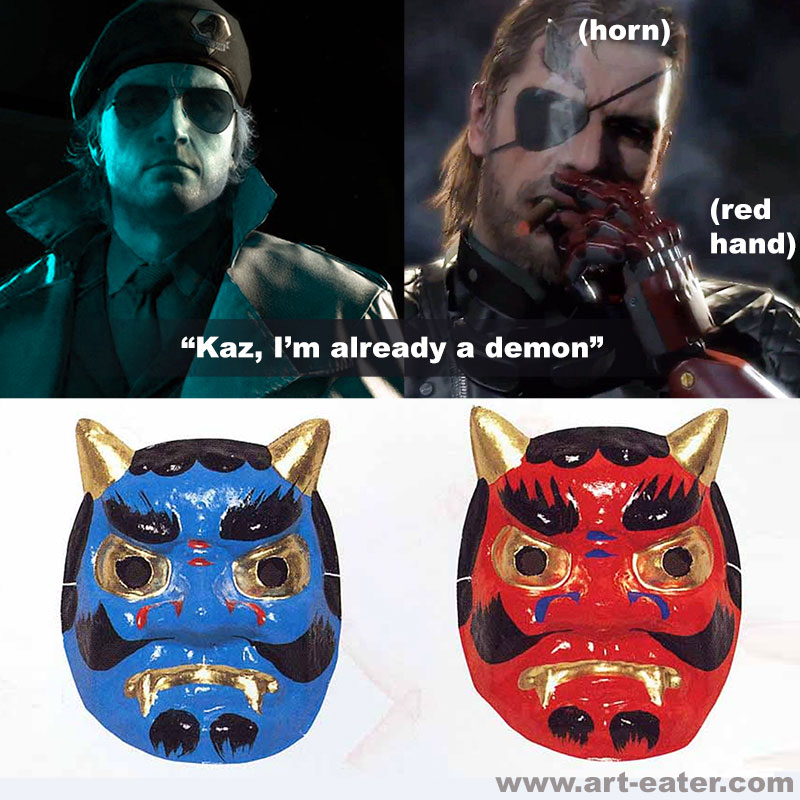 (horn)
(red
hand)
“Kaz, I’m already a demon”
www.art-eater.com